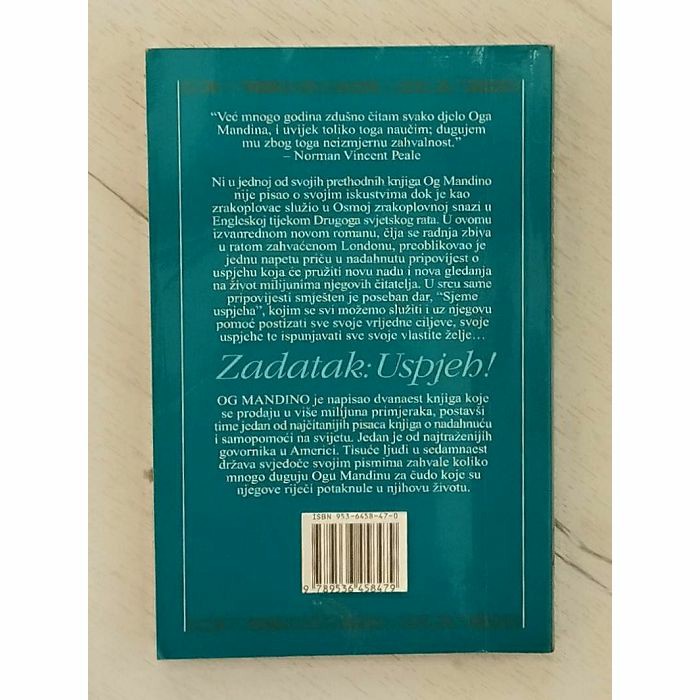 “Već mnogo godina zdušno čitam svako djelo Oga
Mandina, i uvijek toliko toga naučim; dugujem
mu zbog toga neizmjernu zahvalnost.”
– Norman Vincent Peale
Ni u jednoj od svojih prethodnih knjiga Og Mandino
nije pisao o svojim iskustvima dok je kao
zrakoplovac služio u Osmoj zrakoplovnoj snazi u
Engleskoj tijekom Drugoga svjetskog rata. U ovomu
izvanrednom novom romanu, čija se radnja zbiva
u ratom zahvaćenom Londonu, preoblikovao je
jednu napetu priču u nadahnutu pripovijest o
uspjehu koja će pružiti novu nadu i nova gledanja
na život milijunima njegovih čitatelja. U srcu same
pripovijesti smješten je poseban dar, “Sjeme
uspjeha”, kojim se svi možemo služiti i uz njegovu
pomoć postizati sve svoje vrijedne ciljeve, svoje
uspjehe te ispunjavati sve svoje vlastite želje…
Zadatak: Uspjeh!
OG MANDINO je napisao dvanaest knjiga koje
se prodaju u više milijuna primjeraka, postavši
time jedan od najčitanijih pisaca knjiga o nadahnuću
i samopomoći na svijetu. Jedan je od najtraženijih
govornika u Americi. Tisuće ljudi u sedamnaest
država svjedoče svojim pismima zahvale koliko
mnogo duguju Ogu Mandinu za čudo koje su
njegove riječi potaknule u njihovu životu.
ISBN 953-6458-47-0
9 789536 458479